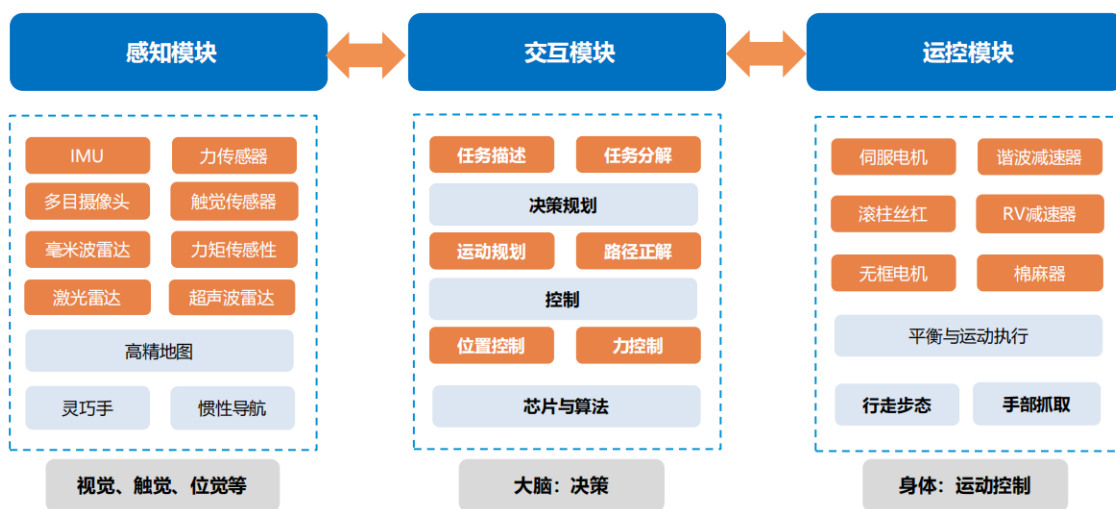 感知模块
交互模块
运控模块
IMU
力传感器
多目摄像头
触觉传感器
毫米波雷达
力矩传感性
激光雷达
超声波雷达
高精地图
灵巧手
惯性导航
视觉、触觉、位觉等
任务描述
任务分解
决策规划
运动规划
路径正解
控制
位置控制
力控制
芯片与算法
大脑：决策
伺服电机
谐波减速器
滚柱丝杠
RV减速器
无框电机
棉麻器
平衡与运动执行
行走步态
手部抓取
身体：运动控制